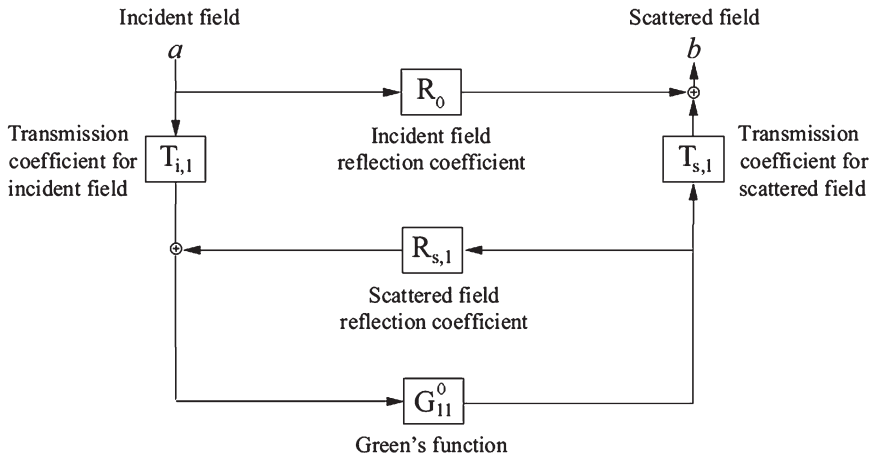 Incident field
Scattered field
a
b
R0
Incident field
reflection coefficient
Transmission
coefficient for
incident field
Ti,1
Ts,1
Transmission
coefficient for
scattered field
Rs,1
Scattered field
reflection coefficient
G011
Green's function